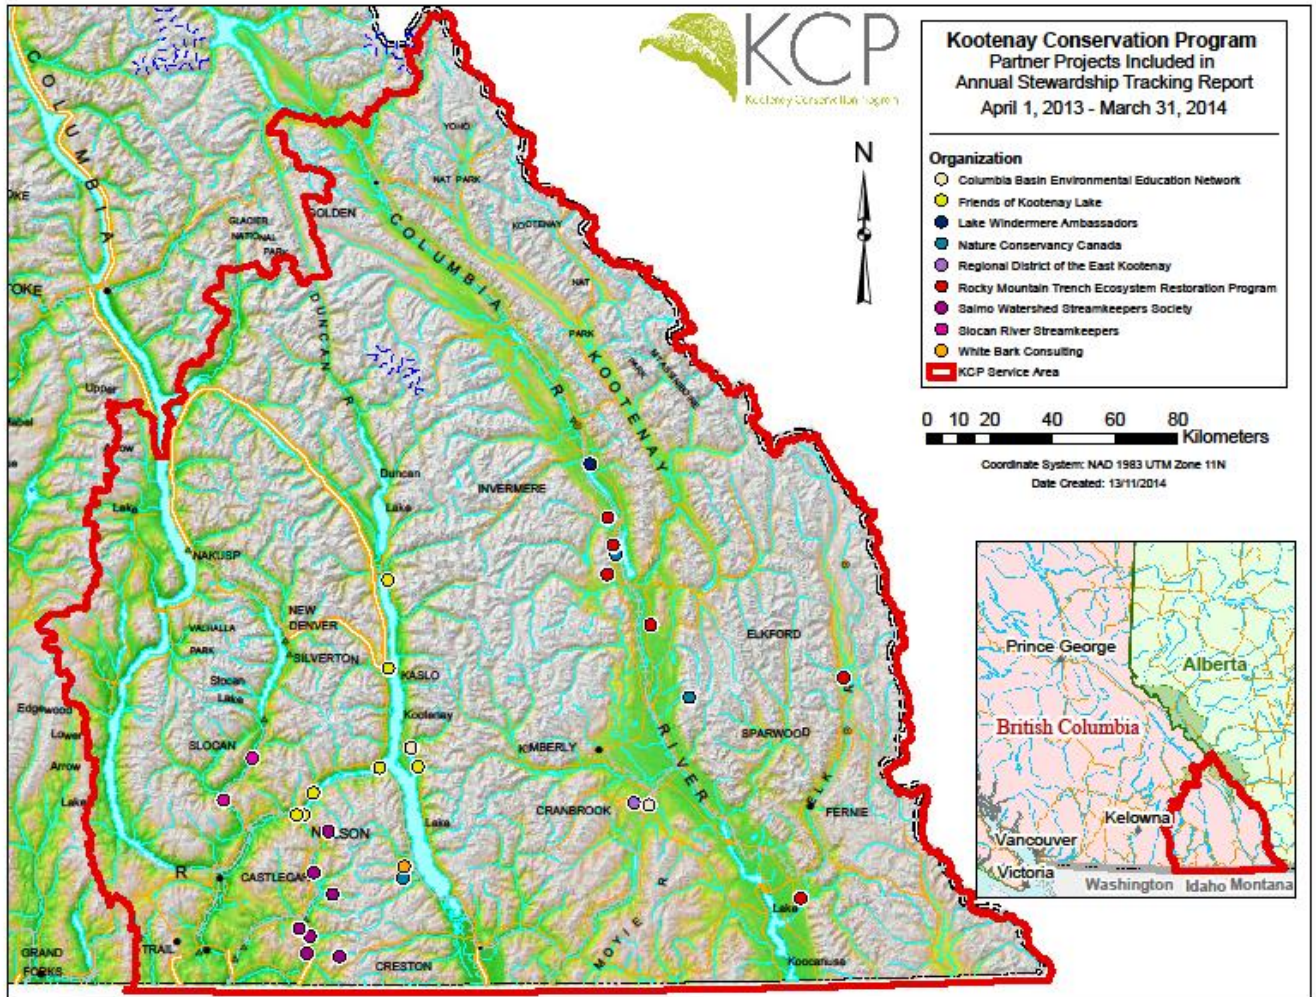 KCP
Kootenay Conservation Program
Kootenay Conservation Program
Partner Projects Included in
Annual Stewardship Tracking Report
April 1, 2013 - March 31, 2014
Organization
Columbia Basin Environmental Education Network
Friends of Kootenay Lake
Lake Windermere Ambassadors
Nature Conservancy Canada
Regional District of the East Kootenay
Rocky Mountain Trench Ecosystem Restoration Program
Salmo Watershed Streamkeepers Society
Slocan River Streamkeepers
White Bark Consulting
KCP Service Area
N
0 10 20 40 60 80
Kilometers
Coordinate System: NAD 1983 UTM Zone 11N
Date Created: 13/11/2014
COLUMBIA
YOHO
NAT PARK
GOLDEN
GLACIER
NATIONAL
PARK
KOOTENAY
NAT
PARK
COLUMBIA
R
OKE
TOKE
DUNCAN
R
KOOTENAY
MT ASSINIBOINE
PARK
Upper
Arrow
Lake
Duncan
Lake
INVERMERE
NAKUSP
NEW
DENVER
VALHALLA
PARK
SILVERTON
Slocan
Lake
KASLO
Kootenay
Lake
ELKFORD
Edgewood
Lower
Arrow
Lake
SLOCAN
KIMBERLY
RIVER
SPARWOOD
ELK
R
CRANBROOK
FERNIE
NELSON
R
CASTLEGAR
MOYIE
R
Lake
Koocanusa
GRAND
FORKS
TRAIL
CRESTON
Prince George
Alberta
British Columbia
Kelowna
Vancouver
Victoria
Washington
Idaho
Montana